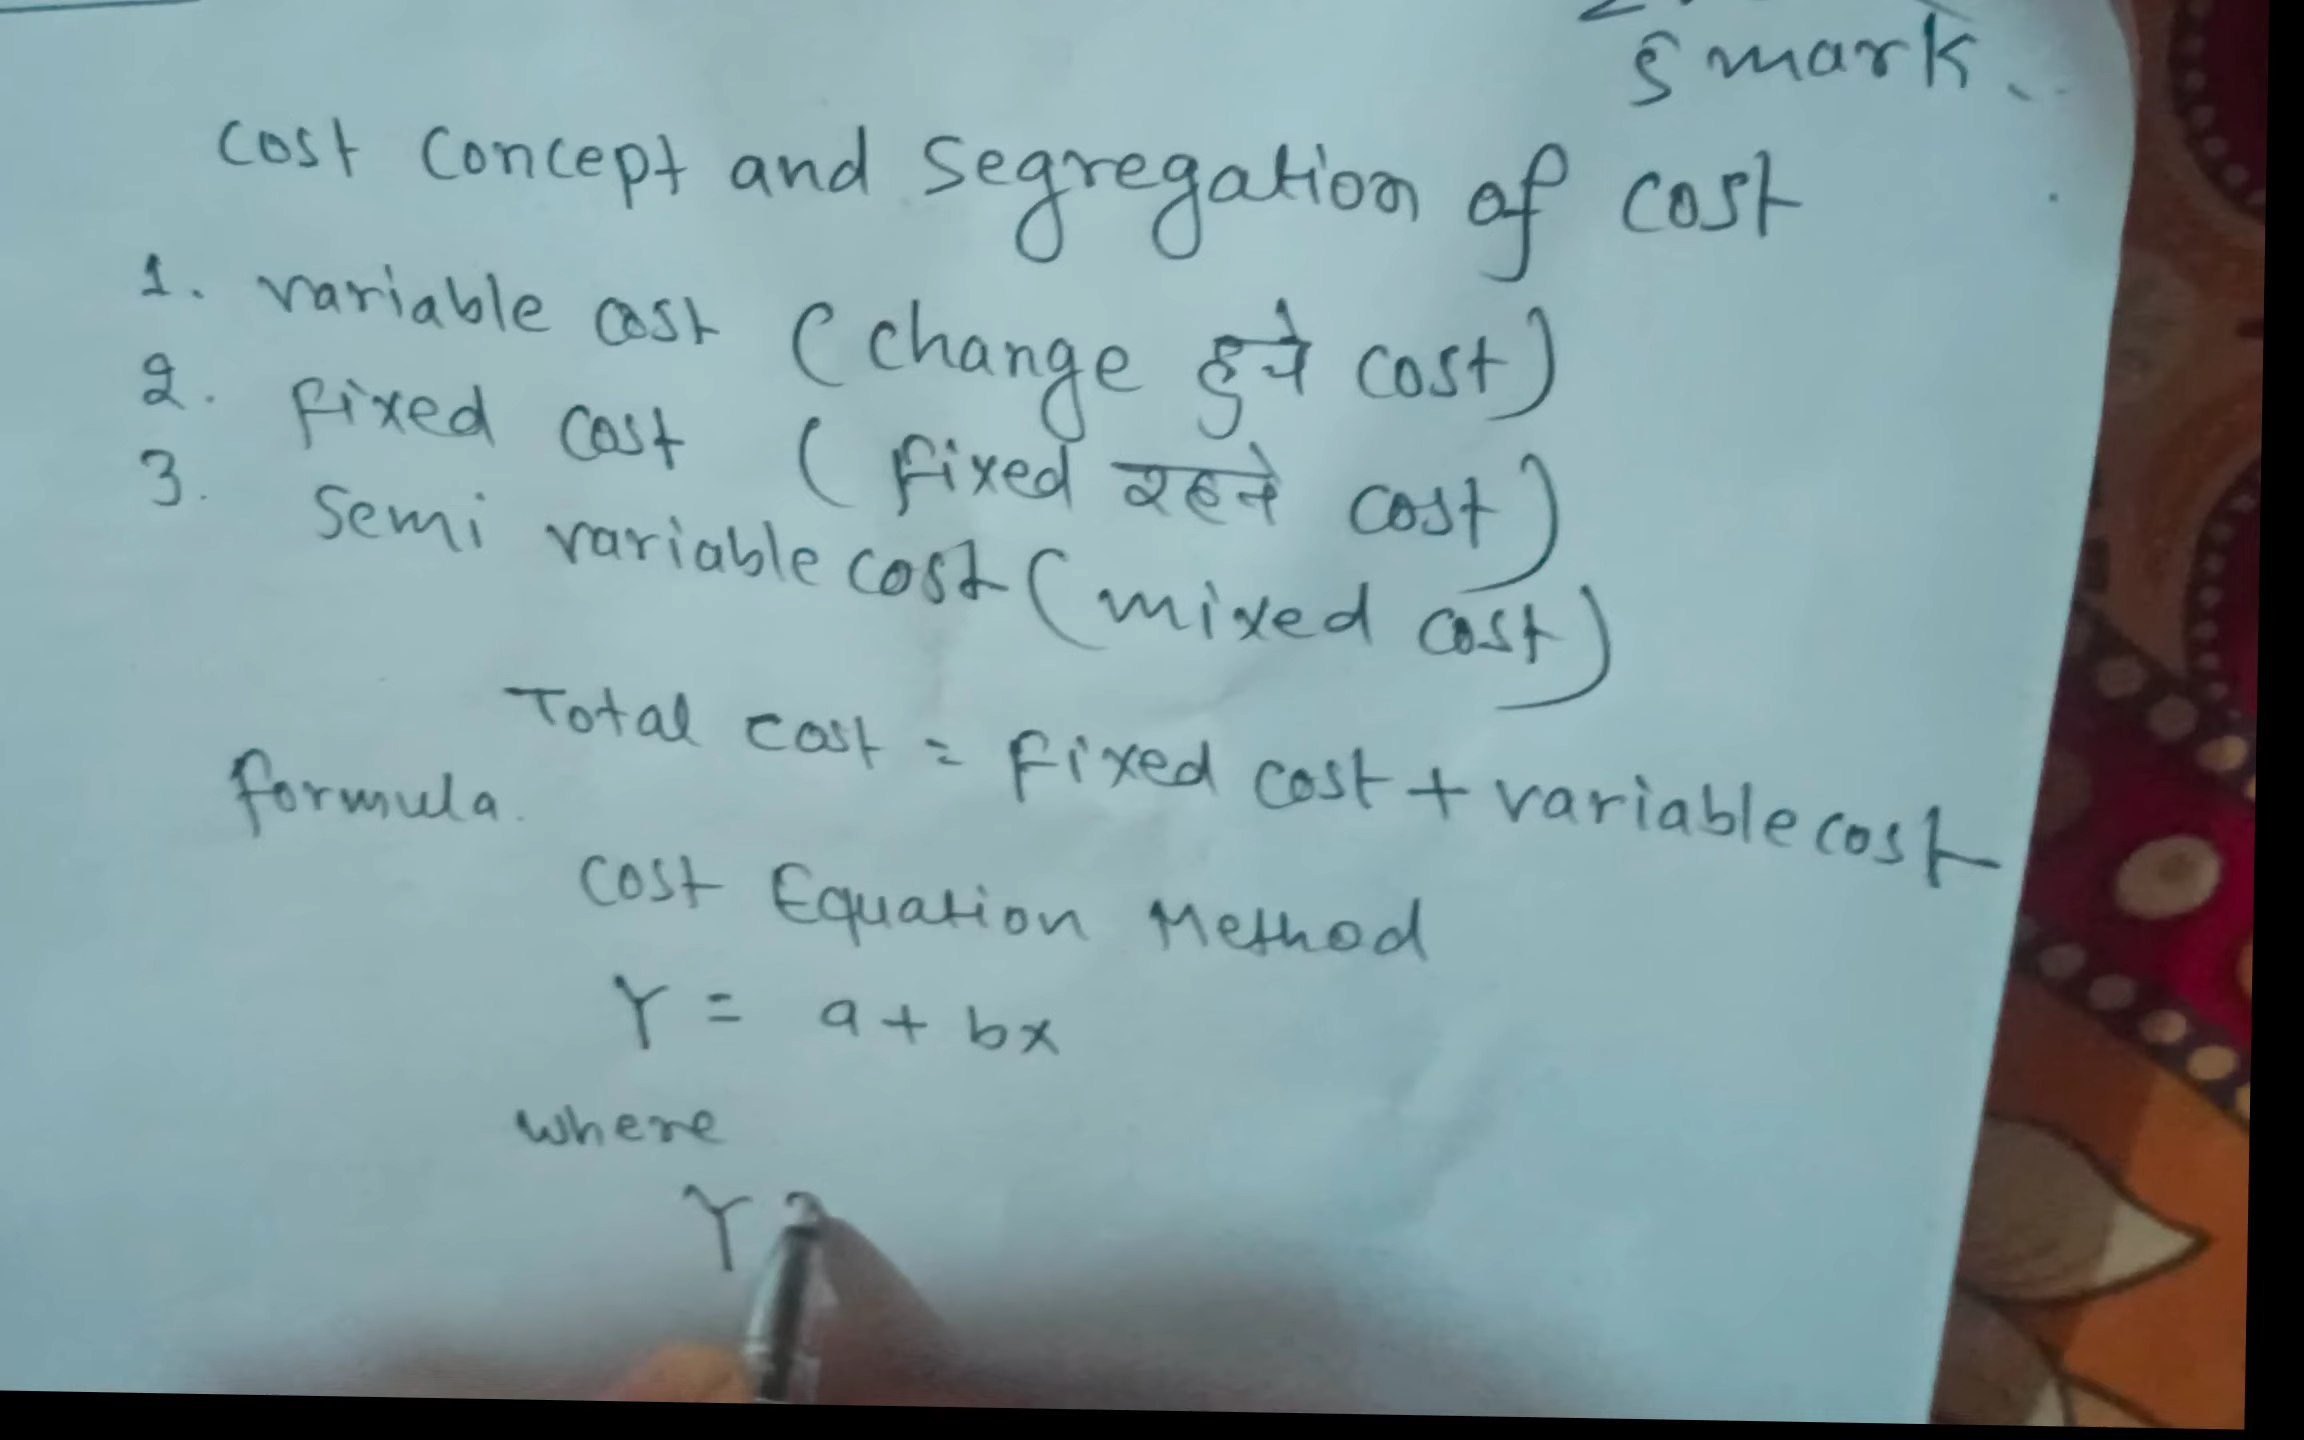 5 mark.
cost concept and segregation of cost
1. variable cost (change हुने cost)
2. fixed cost (fixed रहने cost)
3. semi variable cost (mixed cost)
Total cost = fixed cost + variable cost
formula.
cost Equation Method
Y = a + bx
where
Y